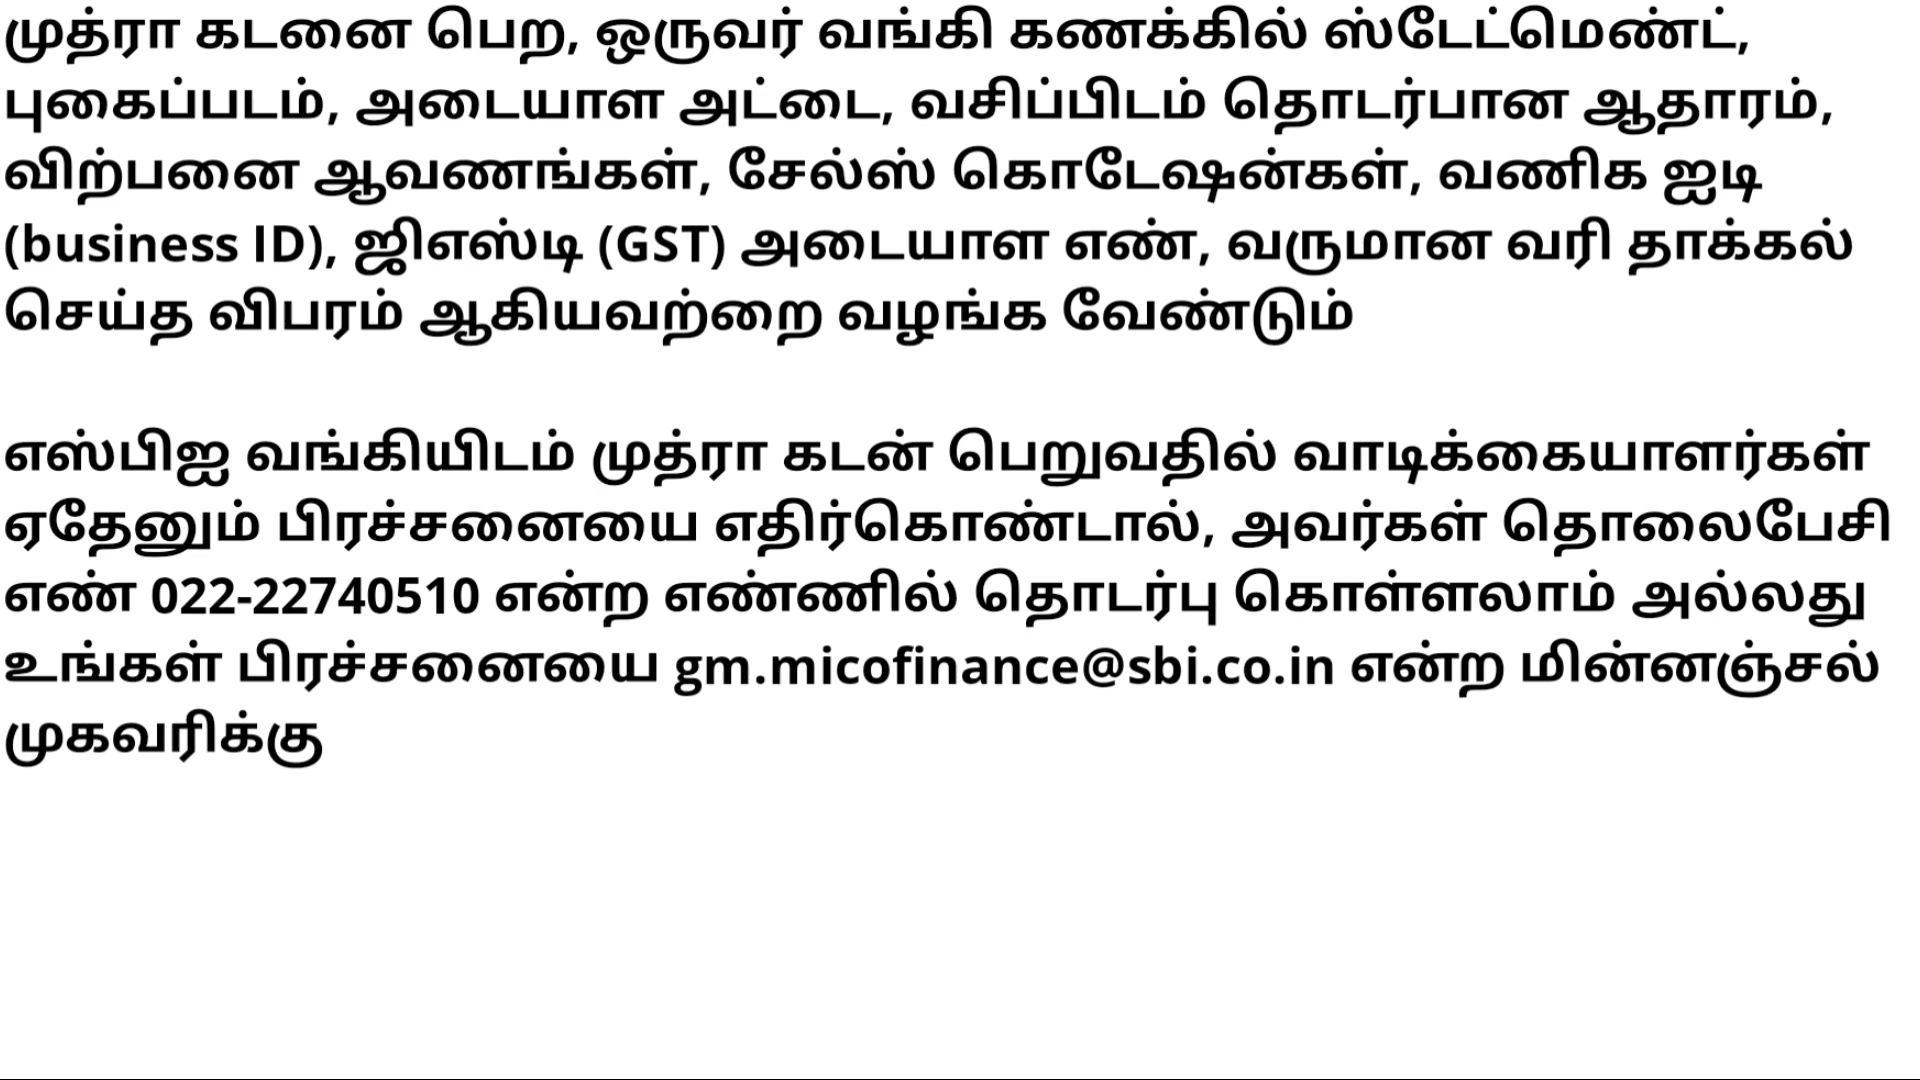 முத்ரா கடனை பெற, ஒருவர் வங்கி கணக்கில் ஸ்டேட்மெண்ட்,
புகைப்படம், அடையாள அட்டை, வசிப்பிடம் தொடர்பான ஆதாரம்,
விற்பனை ஆவணங்கள், சேல்ஸ் கொடேஷன்கள், வணிக ஐடி
(business ID), ஜிஎஸ்டி (GST) அடையாள எண், வருமான வரி தாக்கல்
செய்த விபரம் ஆகியவற்றை வழங்க வேண்டும்
எஸ்பிஐ வங்கியிடம் முத்ரா கடன் பெறுவதில் வாடிக்கையாளர்கள்
ஏதேனும் பிரச்சனையை எதிர்கொண்டால், அவர்கள் தொலைபேசி
எண் 022-22740510 என்ற எண்ணில் தொடர்பு கொள்ளலாம் அல்லது
உங்கள் பிரச்சனையை gm.micofinance@sbi.co.in என்ற மின்னஞ்சல்
முகவரிக்கு